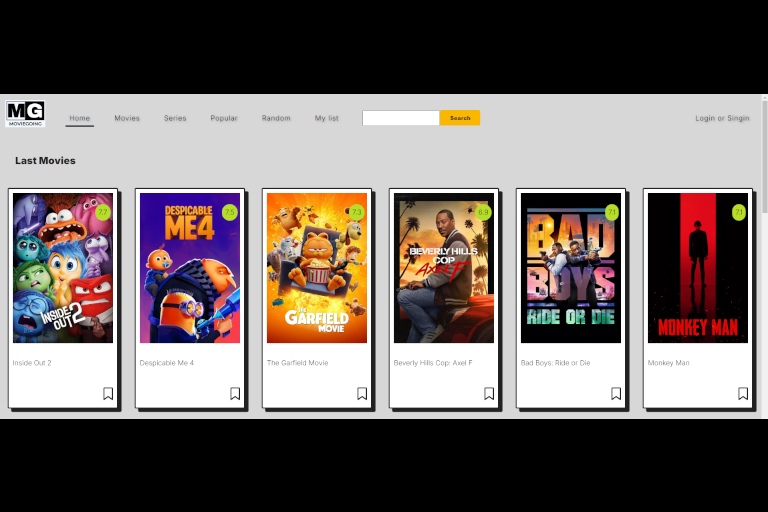 MG
MOVIEGOING
Home
Movies
Series
Popular
Random
My list
Search
Login or Singin
Last Movies
7.7
INSIDE OUT 2
Inside Out 2
7.5
DESPICABLE
ME4
Despicable Me 4
7.3
THE
GARFIELD
MOVIE
The Garfield Movie
6.9
BEVERLY HILLS
COP
AXEL F
Beverly Hills Cop: Axel F
7.1
BAD
BOYS
RIDE OR DIE
Bad Boys: Ride or Die
7.1
MONKEY MAN
Monkey Man